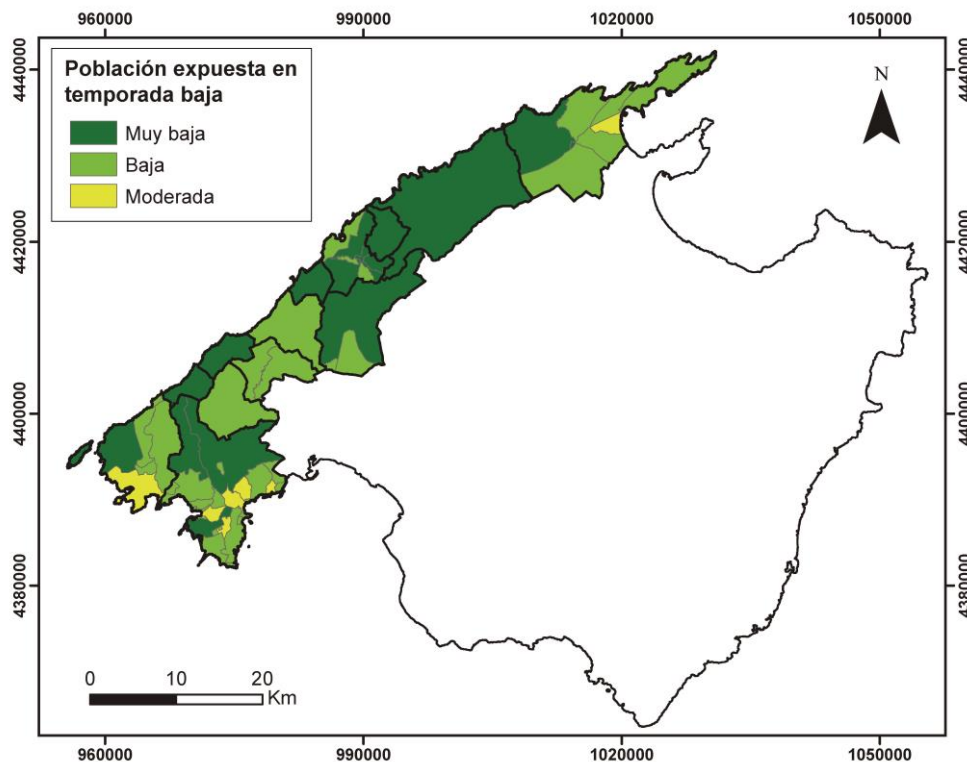 960000 990000 1020000 1050000
4440000 4440000
Población expuesta en
temporada baja
Muy baja
Baja
Moderada
N
4420000 4420000
4400000 4400000
4380000 4380000
0 10 20
Km
960000 990000 1020000 1050000